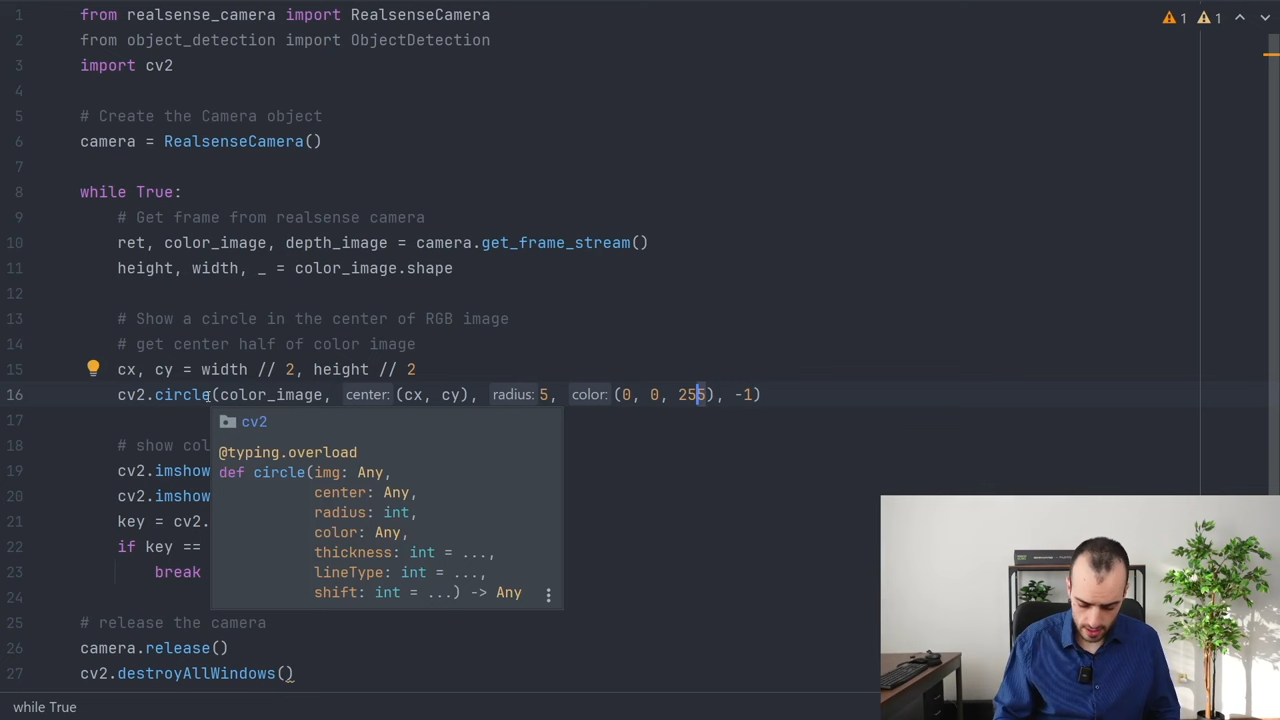 1 from realsense_camera import RealsenseCamera
2 from object_detection import ObjectDetection
3 import cv2
4
5 # Create the Camera object
6 camera = RealsenseCamera()
7
8 while True:
9 # Get frame from realsense camera
10 ret, color_image, depth_image = camera.get_frame_stream()
11 height, width, _ = color_image.shape
12
13 # Show a circle in the center of RGB image
14 # get center half of color image
15 cx, cy = width // 2, height // 2
16 cv2.circle(color_image, center: (cx, cy), radius: 5, color: (0, 0, 255), -1)
17
18 # show col
19 cv2.imshow
20 cv2.imshow
21 key = cv2.
22 if key ==
23 break
24
25 # release the camera
26 camera.release()
27 cv2.destroyAllWindows()
1 1
cv2
@typing.overload
def circle(img: Any,
center: Any,
radius: int,
color: Any,
thickness: int = ...,
lineType: int = ...,
shift: int = ...) -> Any
while True